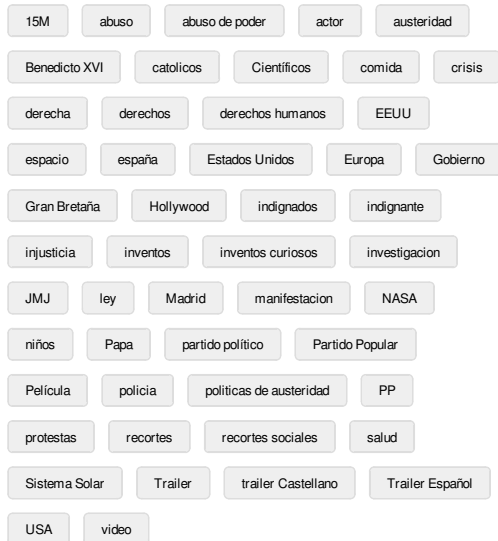 15M abuso abuso de poder actor austeridad
Benedicto XVI catolicos Científicos comida crisis
derecha derechos derechos humanos EEUU
espacio españa Estados Unidos Europa Gobierno
Gran Bretaña Hollywood indignados indignante
injusticia inventos inventos curiosos investigacion
JMJ ley Madrid manifestacion NASA
niños Papa partido político Partido Popular
Película policia politicas de austeridad PP
protestas recortes recortes sociales salud
Sistema Solar Trailer trailer Castellano Trailer Español
USA video